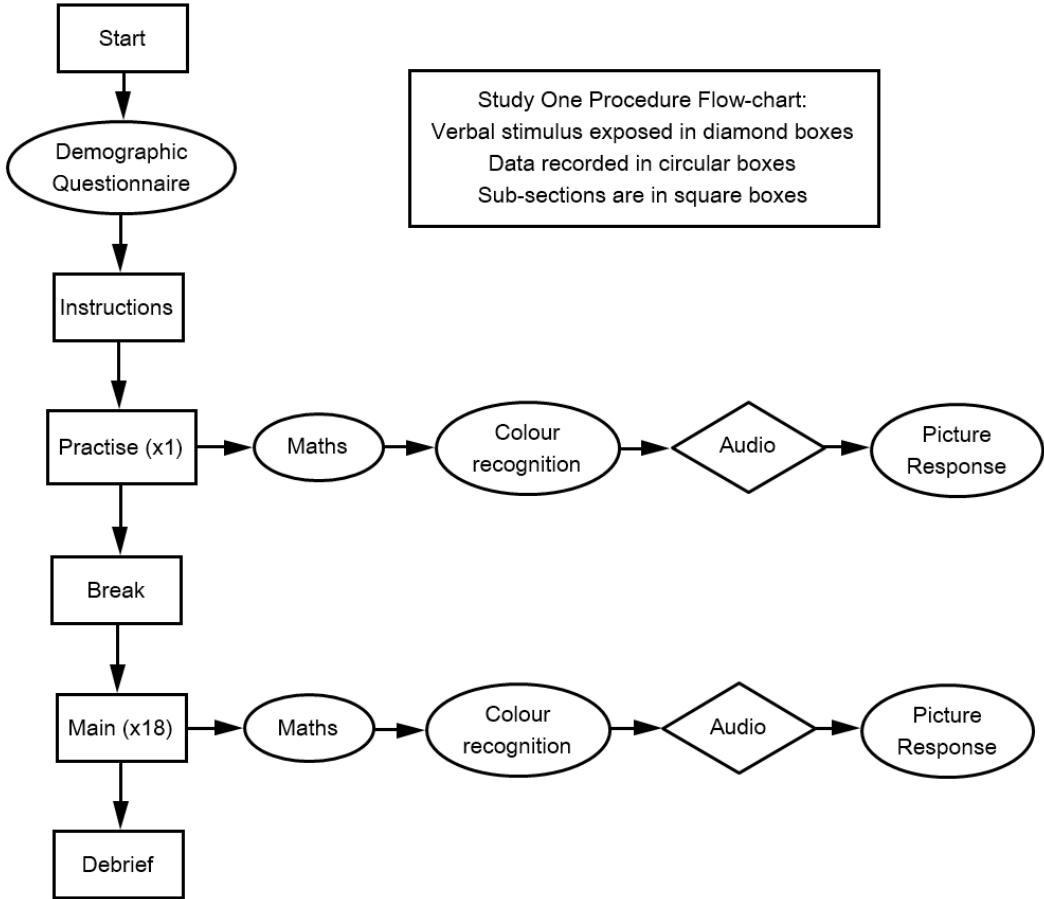 Start
Study One Procedure Flow-chart:
Verbal stimulus exposed in diamond boxes
Data recorded in circular boxes
Sub-sections are in square boxes
Demographic
Questionnaire
Instructions
Practise (x1)
Maths
Colour
recognition
Audio
Picture
Response
Break
Main (x18)
Maths
Colour
recognition
Audio
Picture
Response
Debrief